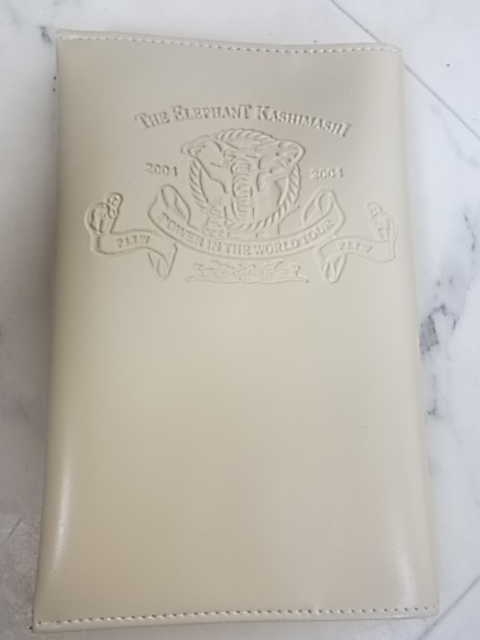 THE ELEPHANT KASHIMASHI
2004 2004
POWER IN THE WORLD TOUR
P.I.T.W P.I.T.W